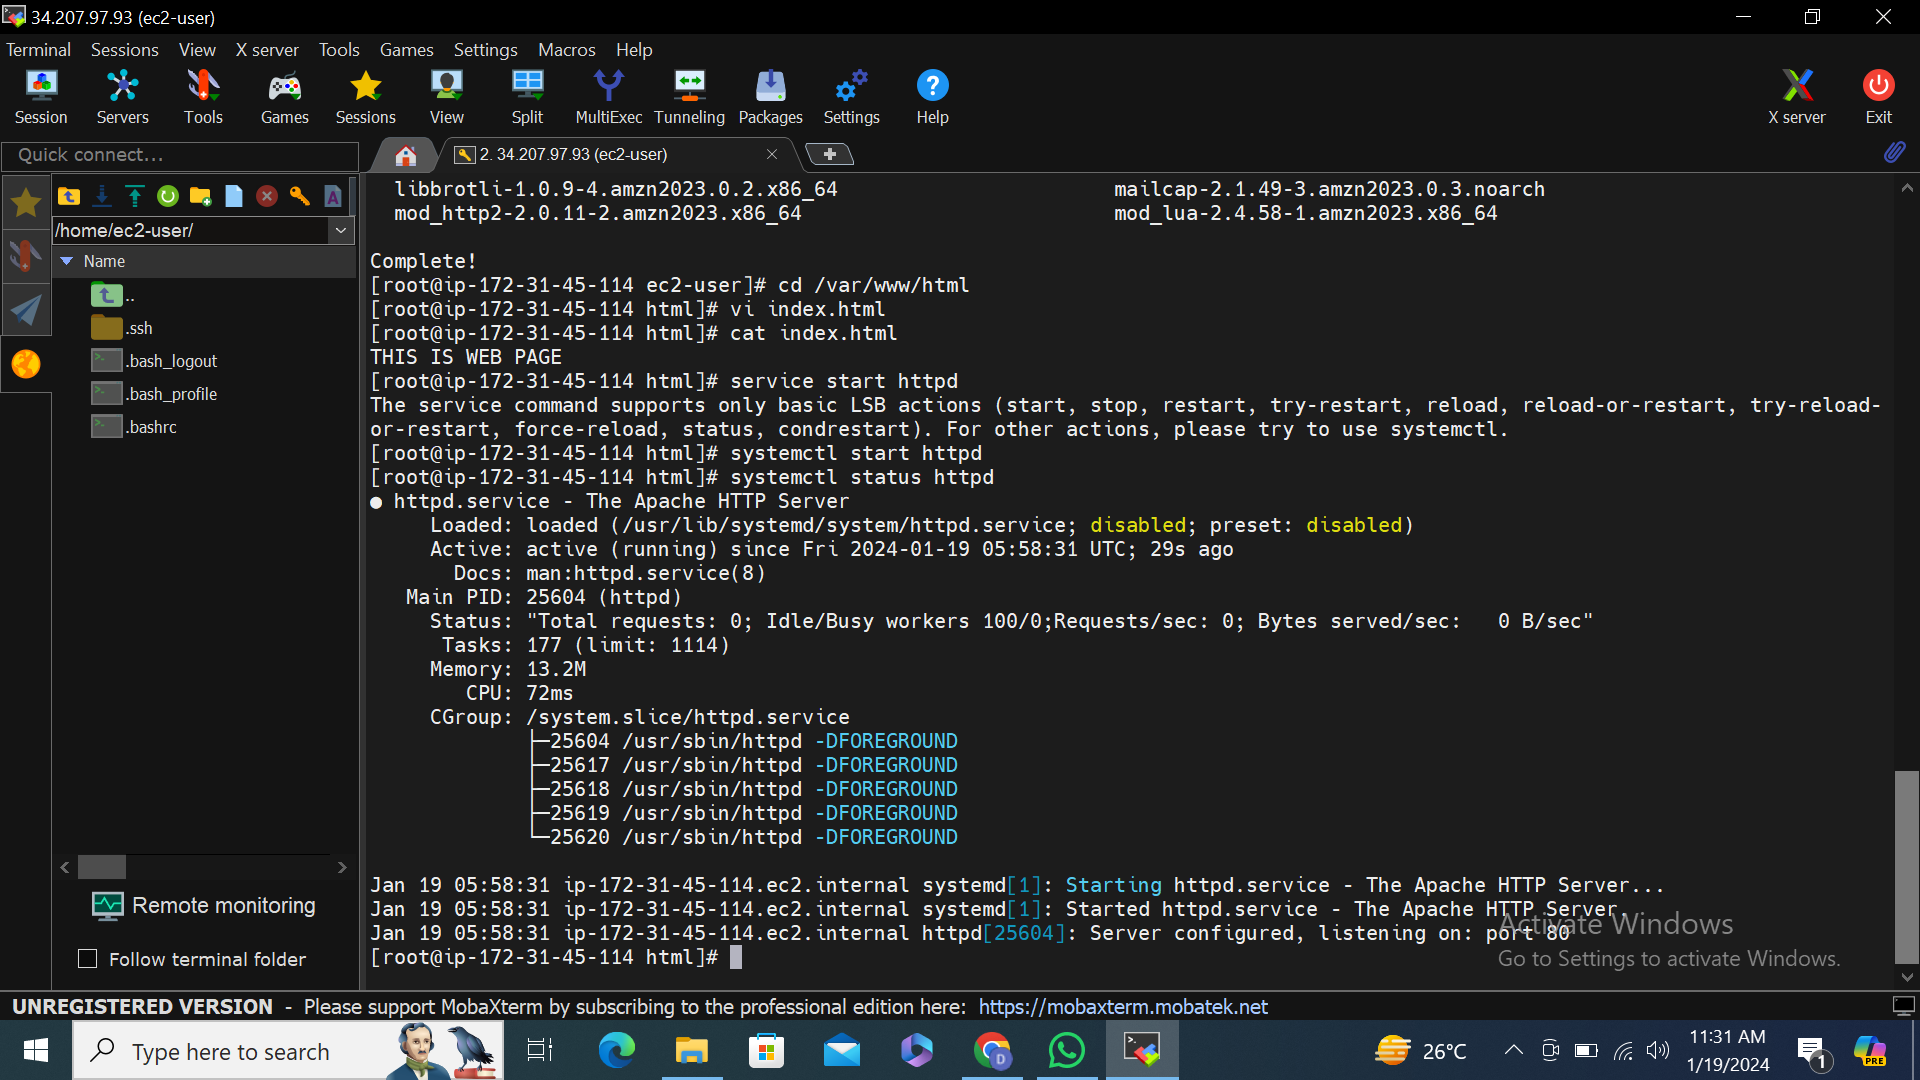 34.207.97.93 (ec2-user)
Terminal Sessions View X server Tools Games Settings Macros Help
Session Servers Tools Games Sessions View Split MultiExec Tunneling Packages Settings Help X server Exit
Quick connect...
2. 34.207.97.93 (ec2-user)
/home/ec2-user/
Name
..
.ssh
.bash_logout
.bash_profile
.bashrc
Remote monitoring
Follow terminal folder
libbrotli-1.0.9-4.amzn2023.0.2.x86_64 mailcap-2.1.49-3.amzn2023.0.3.noarch
mod_http2-2.0.11-2.amzn2023.x86_64 mod_lua-2.4.58-1.amzn2023.x86_64
Complete!
[root@ip-172-31-45-114 ec2-user]# cd /var/www/html
[root@ip-172-31-45-114 html]# vi index.html
[root@ip-172-31-45-114 html]# cat index.html
THIS IS WEB PAGE
[root@ip-172-31-45-114 html]# service start httpd
The service command supports only basic LSB actions (start, stop, restart, try-restart, reload, reload-or-restart, try-reload-
or-restart, force-reload, status, condrestart). For other actions, please try to use systemctl.
[root@ip-172-31-45-114 html]# systemctl start httpd
[root@ip-172-31-45-114 html]# systemctl status httpd
● httpd.service - The Apache HTTP Server
Loaded: loaded (/usr/lib/systemd/system/httpd.service; disabled; preset: disabled)
Active: active (running) since Fri 2024-01-19 05:58:31 UTC; 29s ago
Docs: man:httpd.service(8)
Main PID: 25604 (httpd)
Status: "Total requests: 0; Idle/Busy workers 100/0;Requests/sec: 0; Bytes served/sec:   0 B/sec"
Tasks: 177 (limit: 1114)
Memory: 13.2M
CPU: 72ms
CGroup: /system.slice/httpd.service
├─25604 /usr/sbin/httpd -DFOREGROUND
├─25617 /usr/sbin/httpd -DFOREGROUND
├─25618 /usr/sbin/httpd -DFOREGROUND
├─25619 /usr/sbin/httpd -DFOREGROUND
└─25620 /usr/sbin/httpd -DFOREGROUND
Jan 19 05:58:31 ip-172-31-45-114.ec2.internal systemd[1]: Starting httpd.service - The Apache HTTP Server...
Jan 19 05:58:31 ip-172-31-45-114.ec2.internal systemd[1]: Started httpd.service - The Apache HTTP Server.
Jan 19 05:58:31 ip-172-31-45-114.ec2.internal httpd[25604]: Server configured, listening on: port 80
[root@ip-172-31-45-114 html]#
Activate Windows
Go to Settings to activate Windows.
UNREGISTERED VERSION - Please support MobaXterm by subscribing to the professional edition here: https://mobaxterm.mobatek.net
Type here to search
26°C
11:31 AM
1/19/2024
1
PRE